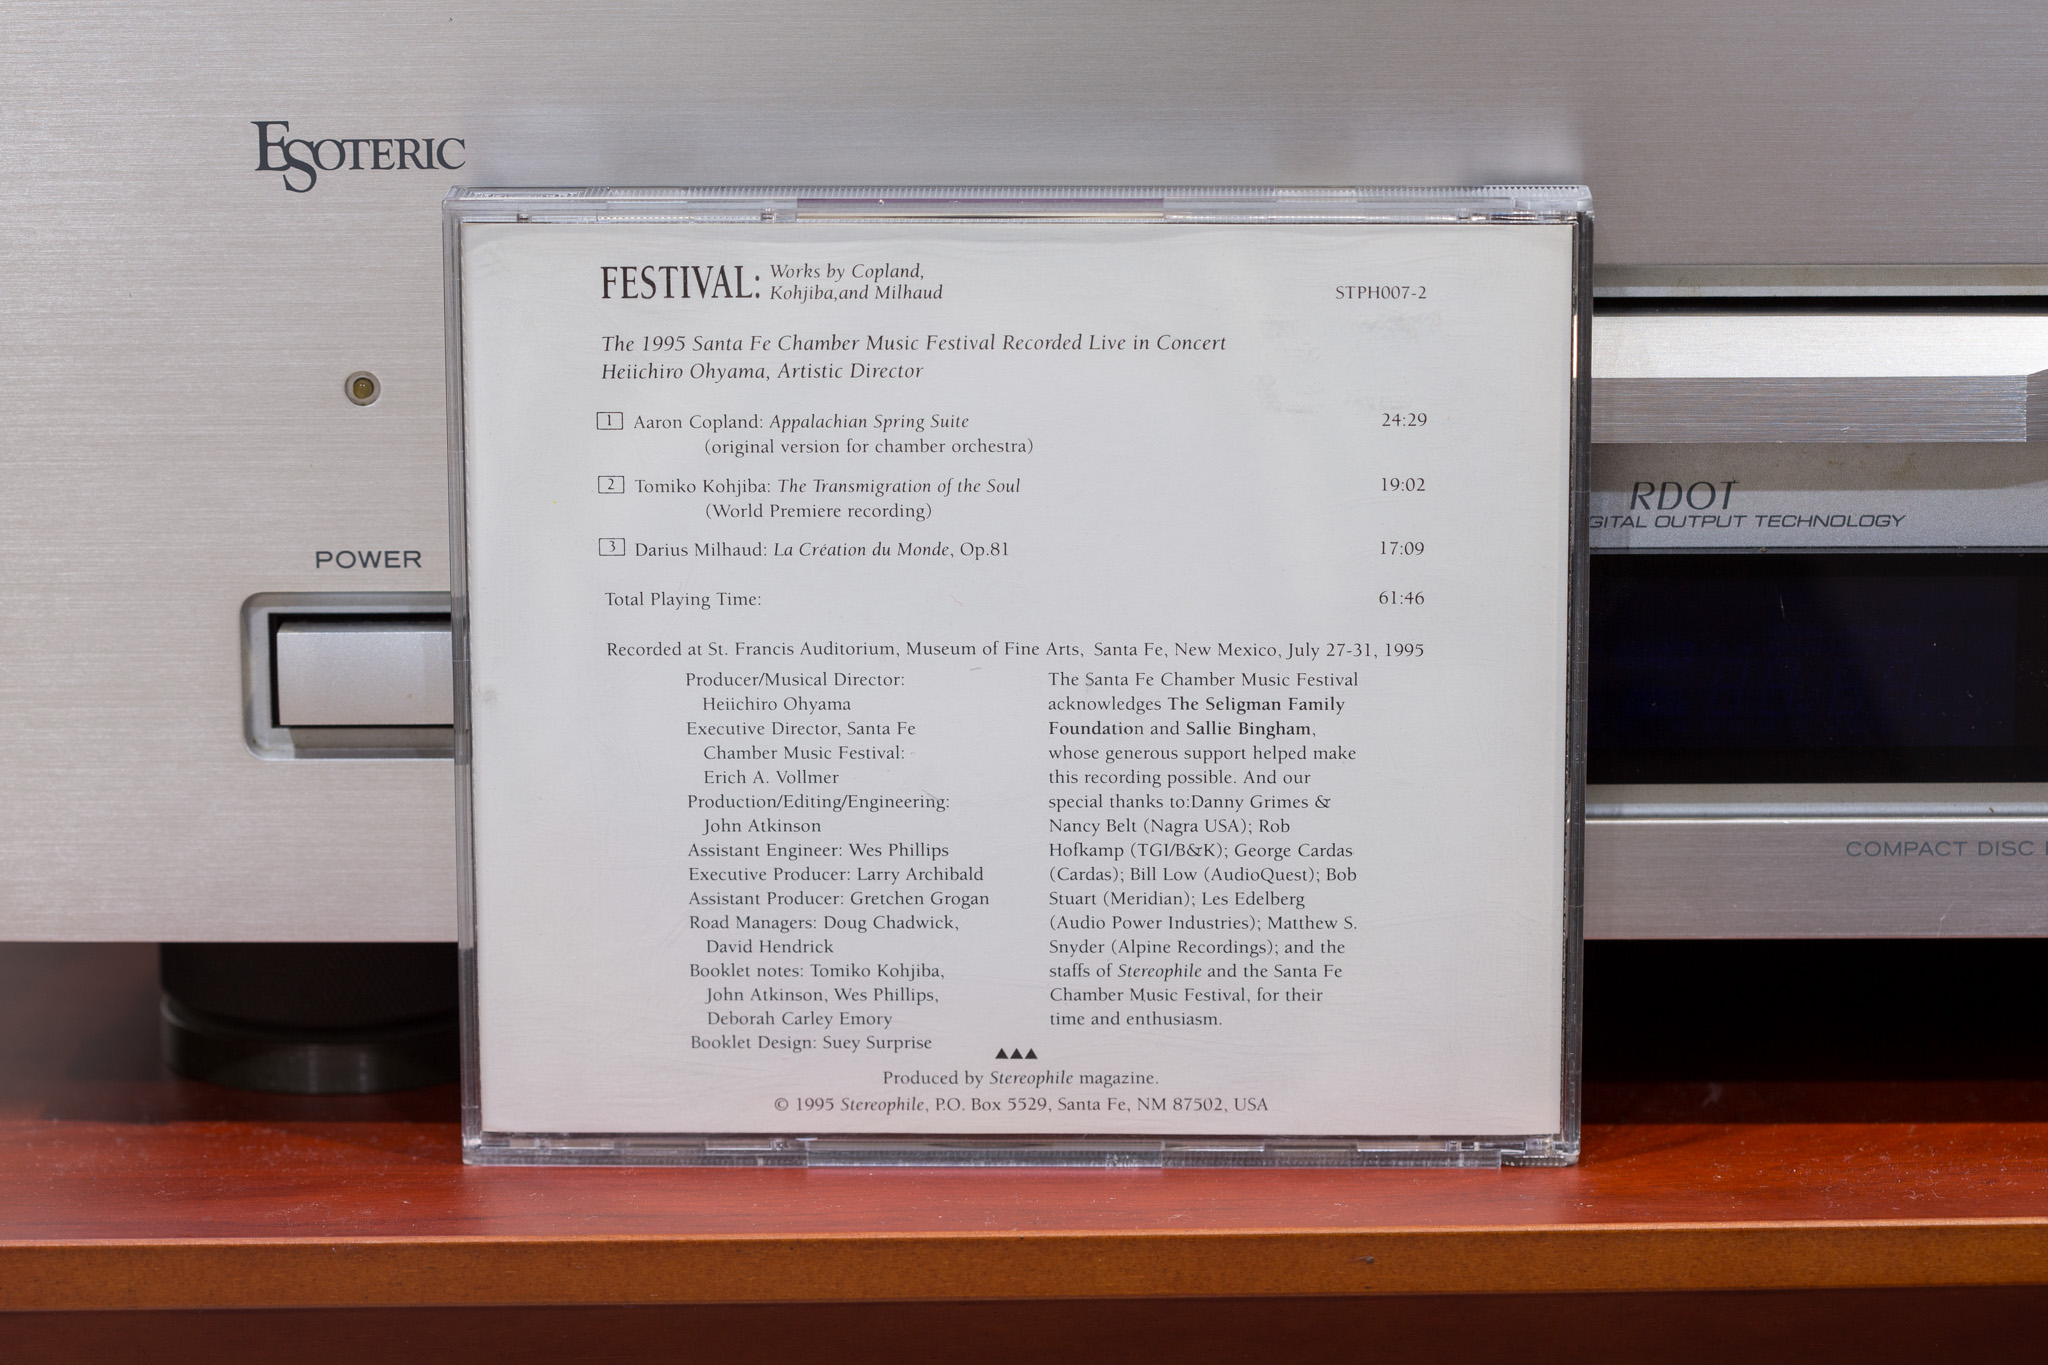 ESOTERIC
POWER
FESTIVAL: Works by Copland,
Kohjiba,and Milhaud
STPH007-2
The 1995 Santa Fe Chamber Music Festival Recorded Live in Concert
Heiichiro Ohyama, Artistic Director
1 Aaron Copland: Appalachian Spring Suite 24:29
(original version for chamber orchestra)
2 Tomiko Kohjiba: The Transmigration of the Soul 19:02
(World Premiere recording)
3 Darius Milhaud: La Création du Monde, Op.81 17:09
Total Playing Time: 61:46
Recorded at St. Francis Auditorium, Museum of Fine Arts, Santa Fe, New Mexico, July 27-31, 1995
Producer/Musical Director:
Heiichiro Ohyama
Executive Director, Santa Fe
Chamber Music Festival:
Erich A. Vollmer
Production/Editing/Engineering:
John Atkinson
Assistant Engineer: Wes Phillips
Executive Producer: Larry Archibald
Assistant Producer: Gretchen Grogan
Road Managers: Doug Chadwick,
David Hendrick
Booklet notes: Tomiko Kohjiba,
John Atkinson, Wes Phillips,
Deborah Carley Emory
Booklet Design: Suey Surprise
The Santa Fe Chamber Music Festival
acknowledges The Seligman Family
Foundation and Sallie Bingham,
whose generous support helped make
this recording possible. And our
special thanks to:Danny Grimes &
Nancy Belt (Nagra USA); Rob
Hofkamp (TGI/B&K); George Cardas
(Cardas); Bill Low (AudioQuest); Bob
Stuart (Meridian); Les Edelberg
(Audio Power Industries); Matthew S.
Snyder (Alpine Recordings); and the
staffs of Stereophile and the Santa Fe
Chamber Music Festival, for their
time and enthusiasm.
Produced by Stereophile magazine.
© 1995 Stereophile, P.O. Box 5529, Santa Fe, NM 87502, USA
RDOT
GITAL OUTPUT TECHNOLOGY
COMPACT DISC